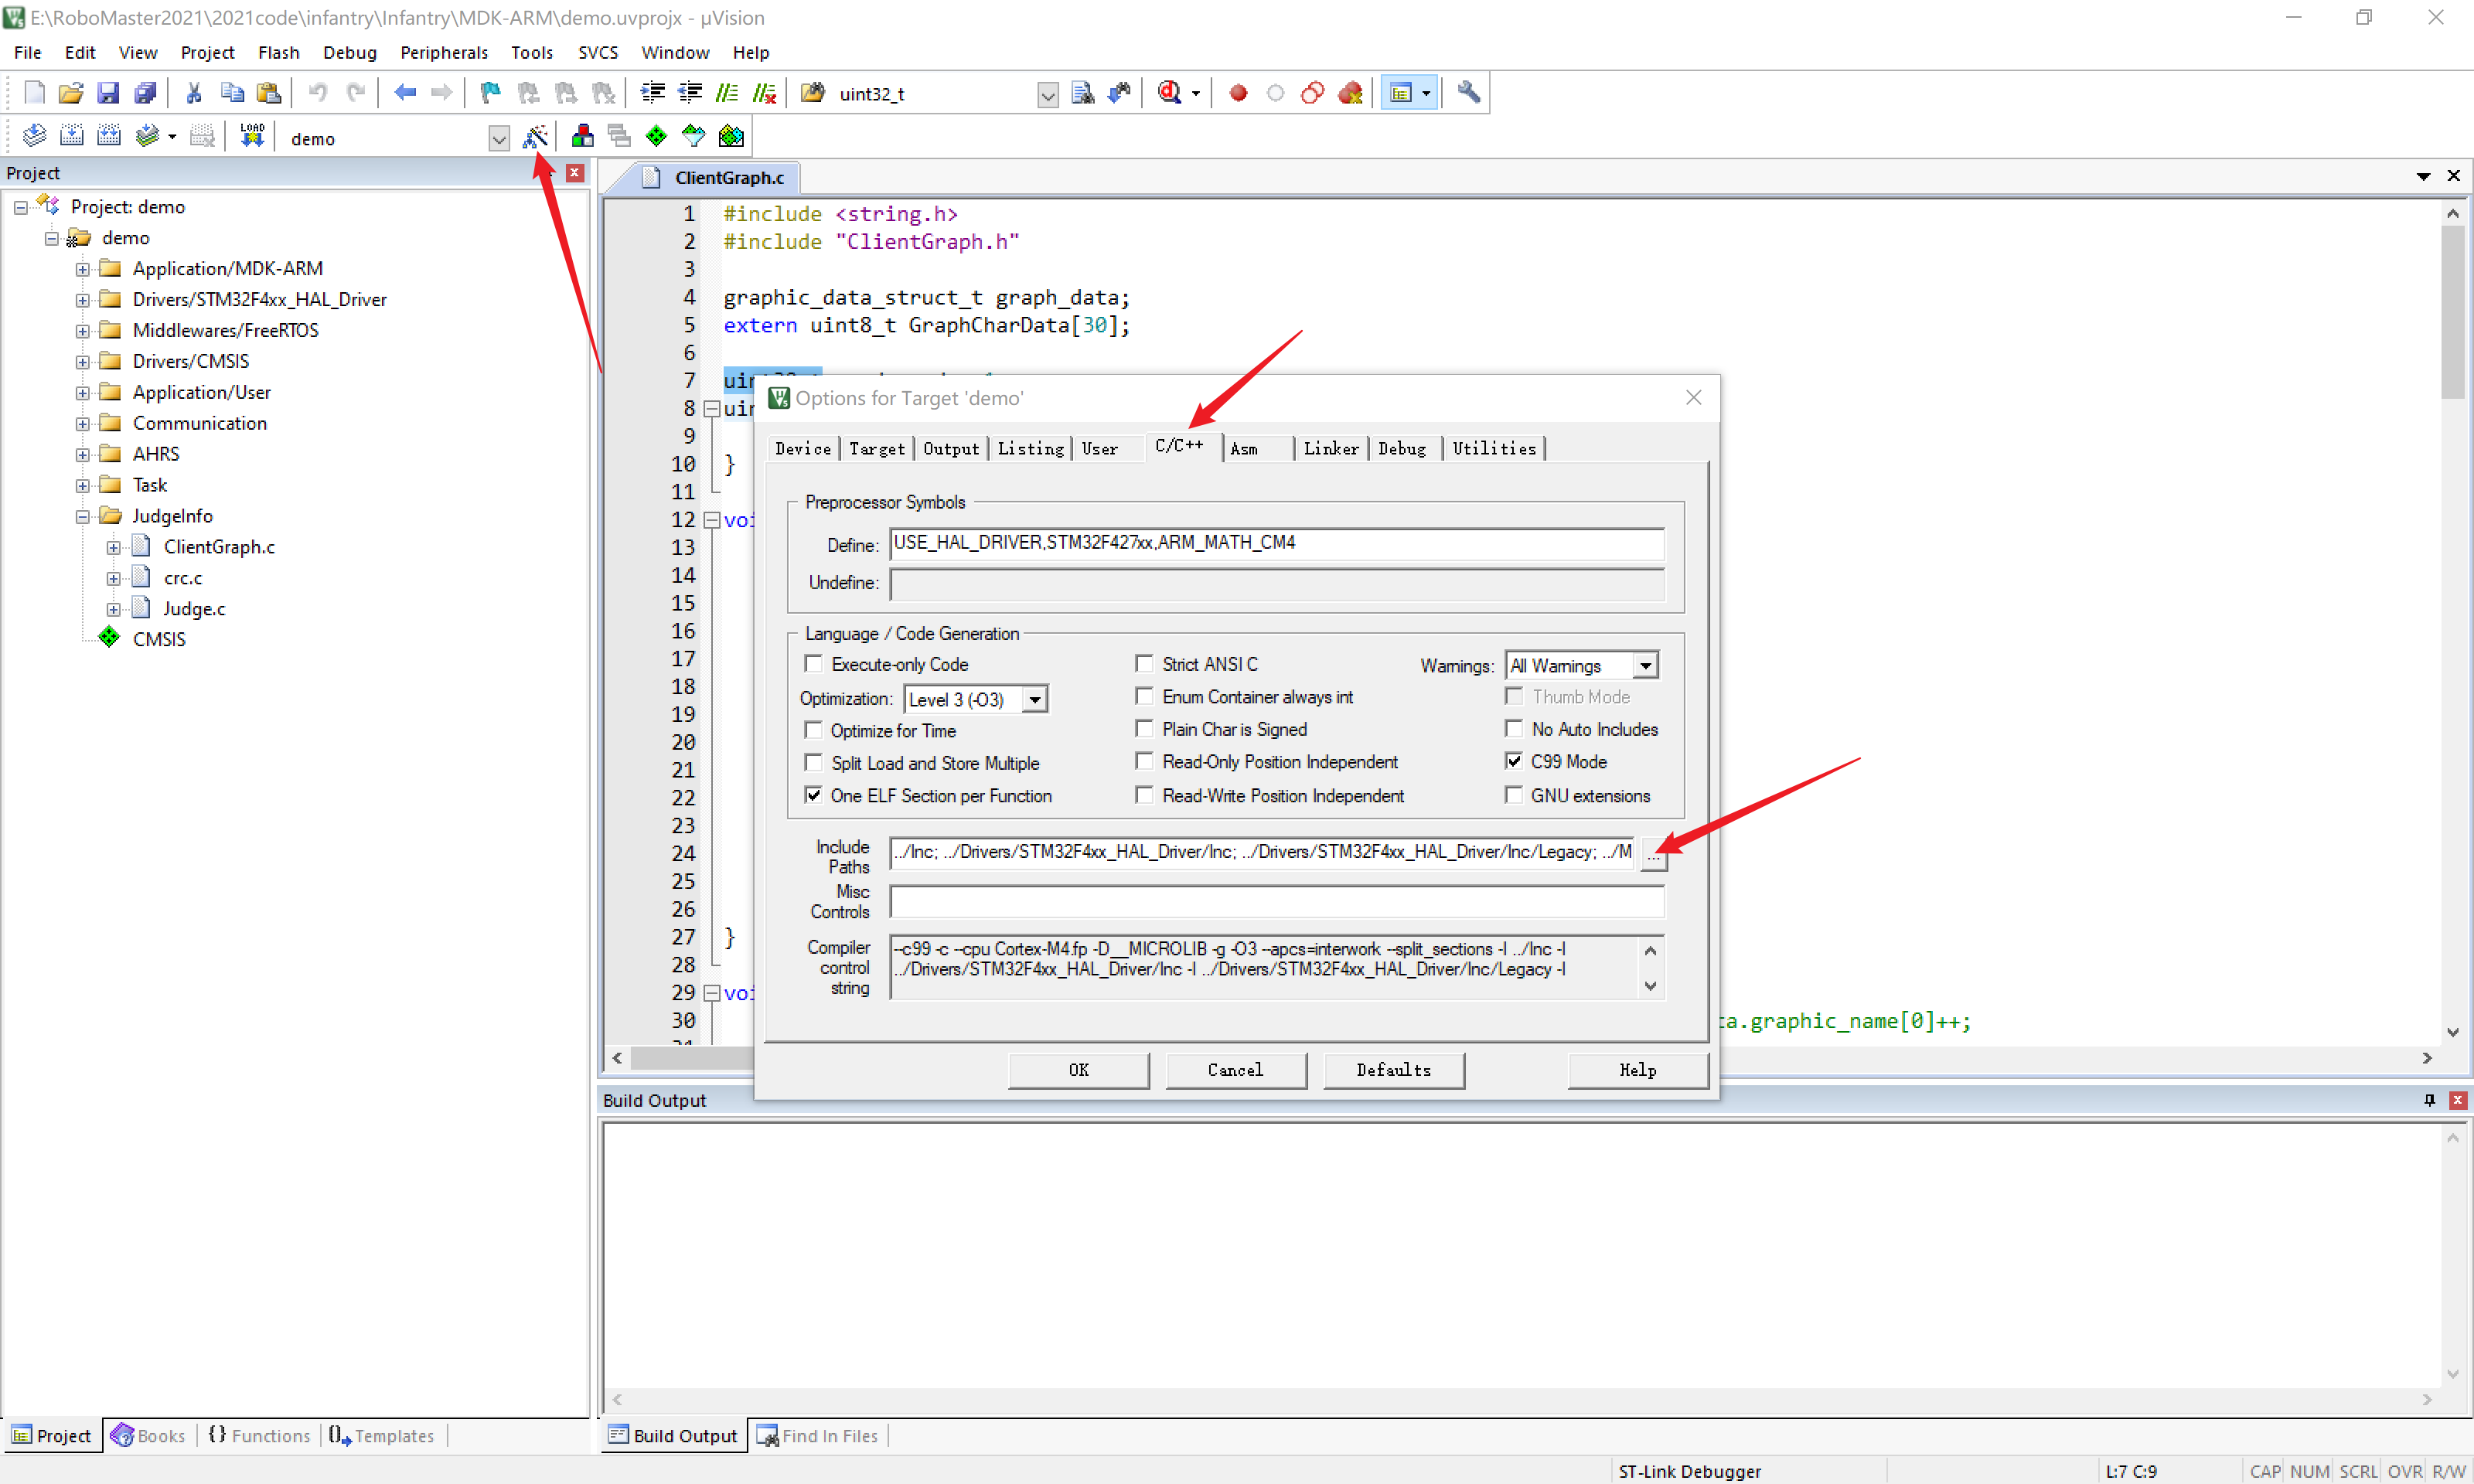 E:\RoboMaster2021\2021code\infantry\Infantry\MDK-ARM\demo.uvprojx - µVision
File Edit View Project Flash Debug Peripherals Tools SVCS Window Help
uint32_t
LOAD demo
Project
Project: demo
demo
Application/MDK-ARM
Drivers/STM32F4xx_HAL_Driver
Middlewares/FreeRTOS
Drivers/CMSIS
Application/User
Communication
AHRS
Task
JudgeInfo
ClientGraph.c
crc.c
Judge.c
CMSIS
ClientGraph.c
1 #include <string.h>
2 #include "ClientGraph.h"
3
4 graphic_data_struct_t graph_data;
5 extern uint8_t GraphCharData[30];
6
7
8
9
10 }
11
12
13
14
15
16
17
18
19
20
21
22
23
24
25
26
27 }
28
29
30 graphic_name[0]++;
Options for Target 'demo'
Device Target Output Listing User C/C++ Asm Linker Debug Utilities
Preprocessor Symbols
Define: USE_HAL_DRIVER,STM32F427xx,ARM_MATH_CM4
Undefine:
Language / Code Generation
Execute-only Code Strict ANSI C Warnings: All Warnings
Optimization: Level 3 (-O3) Enum Container always int Thumb Mode
Optimize for Time Plain Char is Signed No Auto Includes
Split Load and Store Multiple Read-Only Position Independent C99 Mode
One ELF Section per Function Read-Write Position Independent GNU extensions
Include Paths ../Inc; ../Drivers/STM32F4xx_HAL_Driver/Inc; ../Drivers/STM32F4xx_HAL_Driver/Inc/Legacy; ../M ...
Misc Controls
Compiler control string --c99 -c --cpu Cortex-M4.fp -D__MICROLIB -g -O3 --apcs=interwork --split_sections -I ../Inc -I
../Drivers/STM32F4xx_HAL_Driver/Inc -I ../Drivers/STM32F4xx_HAL_Driver/Inc/Legacy -I
OK Cancel Defaults Help
Build Output
Project Books {} Functions Templates
Build Output Find In Files
ST-Link Debugger L:7 C:9 CAP NUM SCRL OVR R/W